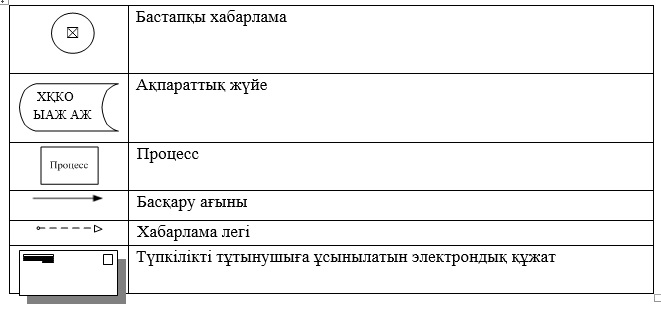 Бастапқы хабарлама
ХҚКО
ЫАЖ АЖ
Ақпараттық жүйе
Процесс
Процесс
Басқару ағыны
Хабарлама легі
Түпкілікті тұтынушыға ұсынылатын электрондық құжат